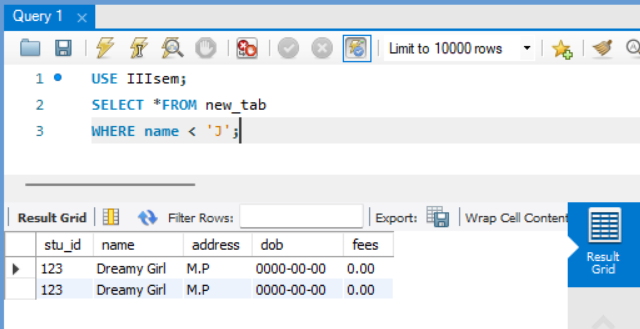 Query 1
Limit to 10000 rows
1 USE IIIsem;
2 SELECT *FROM new_tab
3 WHERE name < 'J';
Result Grid Filter Rows: Export: Wrap Cell Content
stu_id name address dob fees
123 Dreamy Girl M.P 0000-00-00 0.00
123 Dreamy Girl M.P 0000-00-00 0.00
Result
Grid